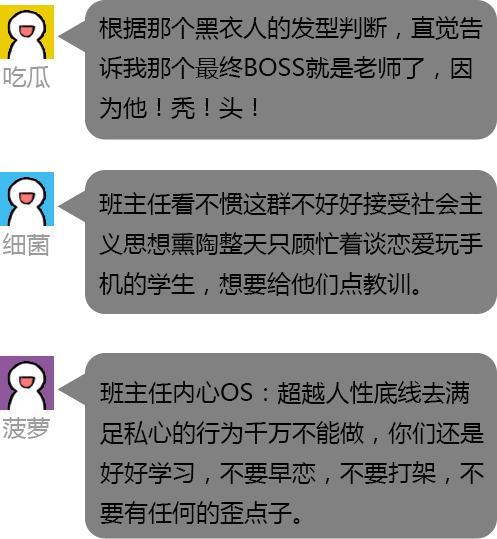 根据那个黑衣人的发型判断，直觉告
诉我那个最终BOSS就是老师了，因
为他！秃！头！
吃瓜
班主任看不惯这群不好好接受社会主
义思想熏陶整天只顾忙着谈恋爱玩手
机的学生，想要给他们点教训。
细菌
班主任内心OS：超越人性底线去满
足私心的行为千万不能做，你们还是
好好学习，不要早恋，不要打架，不
要有任何的歪点子。
菠萝